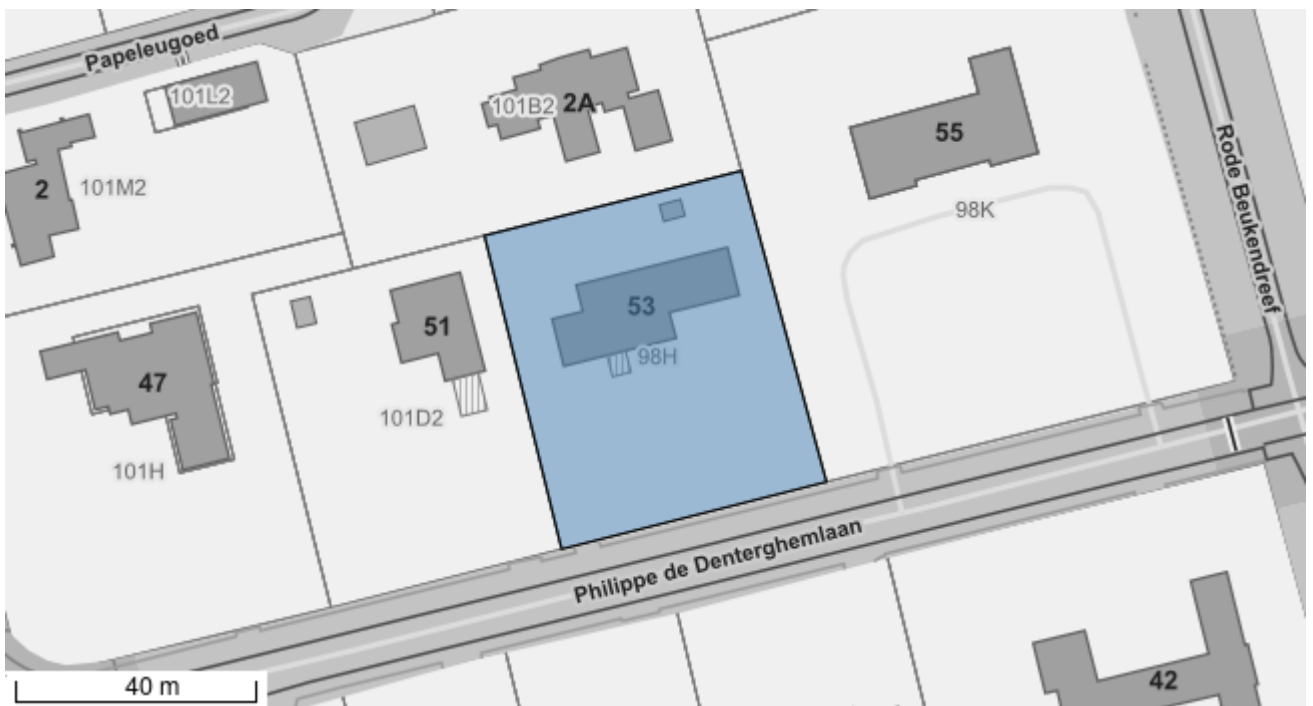 Papeleugoed
101L2
101B2
2A
55
Rode Beukendreef
2
101M2
98K
53
51
98H
47
101D2
101H
Philippe de Denterghemlaan
40 m
42